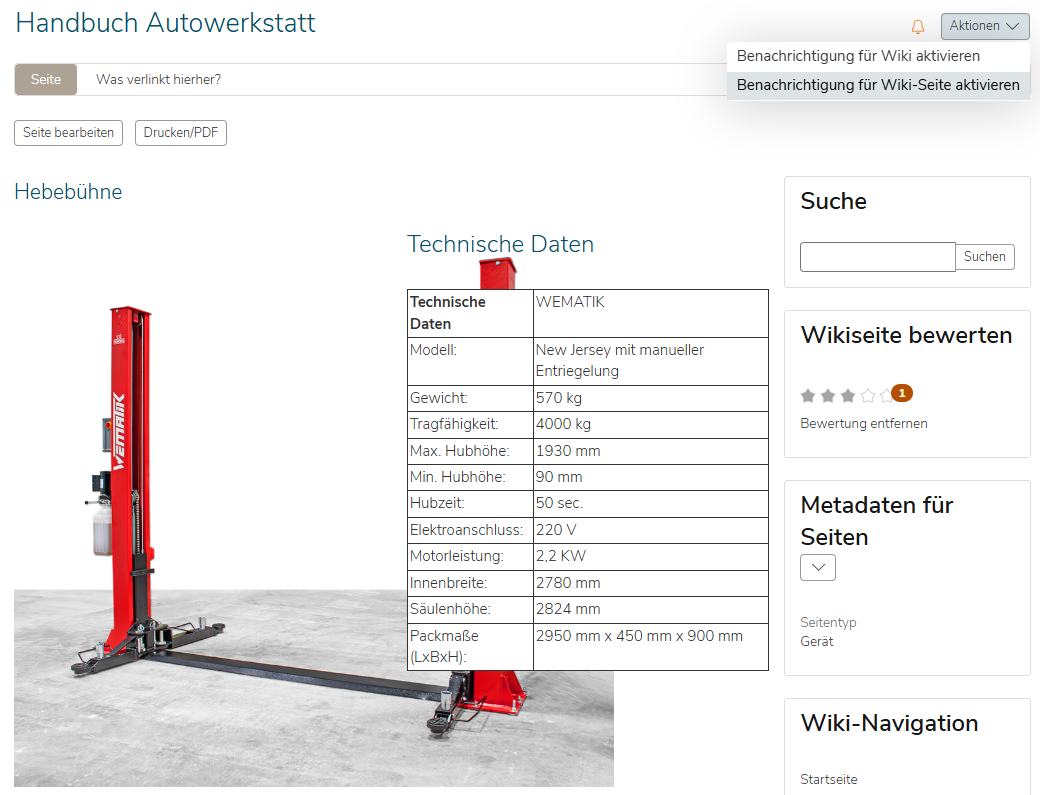 Handbuch Autowerkstatt
Aktionen
Benachrichtigung für Wiki aktivieren
Benachrichtigung für Wiki-Seite aktivieren
Seite
Was verlinkt hierher?
Seite bearbeiten
Drucken/PDF
Hebebühne
WEMATIK
Technische Daten
Technische WEMATIK
Daten
Modell: New Jersey mit manueller
Entriegelung
Gewicht: 570 kg
Tragfähigkeit: 4000 kg
Max. Hubhöhe: 1930 mm
Min. Hubhöhe: 90 mm
Hubzeit: 50 sec.
Elektroanschluss: 220 V
Motorleistung: 2,2 KW
Innenbreite: 2780 mm
Säulenhöhe: 2824 mm
Packmaße 2950 mm x 450 mm x 900 mm
(LxBxH):
Suche
Suchen
Wikiseite bewerten
1
Bewertung entfernen
Metadaten für
Seiten
Seitentyp
Gerät
Wiki-Navigation
Startseite